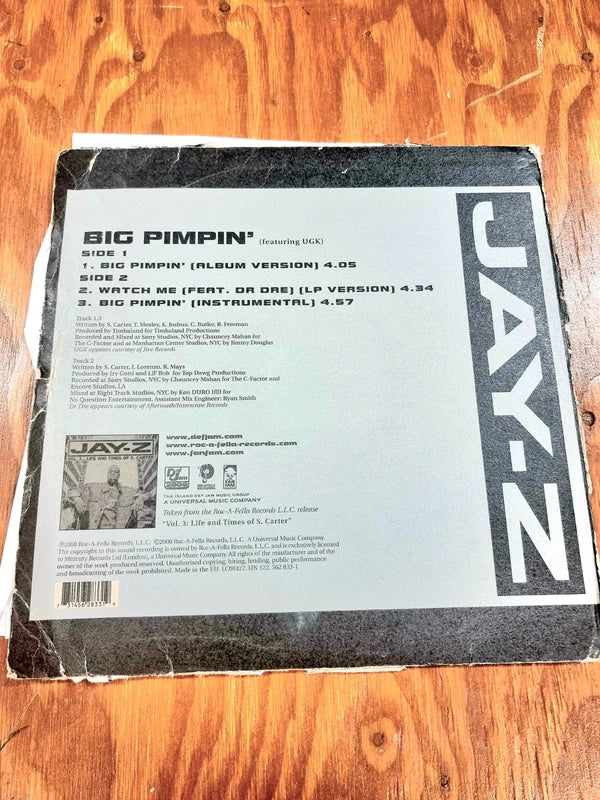 BIG PIMPIN' (featuring UGK)
SIDE 1
1. BIG PIMPIN' (ALBUM VERSION) 4.05
SIDE 2
2. WATCH ME (FEAT. DR DRE) (LP VERSION) 4.34
3. BIG PIMPIN' (INSTRUMENTAL) 4.57
Track 1,3
Written by S. Carter, T. Mosley, K. Joshua, C. Butler, B. Freeman
Produced by Timbaland for Timbaland Productions
Recorded and Mixed at Sony Studios, NYC by Chauncey Mahan for
The C-Factor and at Manhattan Center Studios, NYC by Jimmy Douglas
UGK appears courtesy of Jive Records
Track 2
Written by S. Carter, I. Lorenzo, R. Mays
Produced by Irv Gotti and Lil' Rob for Top Dawg Productions
Recorded at Sony Studios, NYC by Chauncey Mahan for The C-Factor and
Encore Studios, LA
Mixed at Right Track Studios, NYC by Ken DURO Ifill for
No Question Entertainment, Assistant Mix Engineer: Ryan Smith
Dr Dre appears courtesy of Aftermath/Interscope Records
JAY-Z
VOL. 3... LIFE AND TIMES OF S. CARTER
www.defjam.com
www.roc-a-fella-records.com
www.fanfam.com
THE ISLAND DEF JAM MUSIC GROUP
A UNIVERSAL MUSIC COMPANY
Taken from the Roc-A-Fella Records L.L.C. release
"Vol. 3: Life and Times of S. Carter"
℗2000 Roc-A-Fella Records, L.L.C. ©2000 Roc-A-Fella Records, L.L.C. A Universal Music Company.
The copyright in this sound recording is owned by Roc-A-Fella Records, L.L.C. and is exclusively licensed
to Mercury Records Ltd (London), a Universal Music Company. All rights of the manufacturer and of the
owner of the work produced reserved. Unauthorised copying, hiring, lending, public performance
and broadcasting of the work prohibited. Made in the EU. LC08427. UN 122. 562 833-1
7 31456 28331 9
JAY-Z